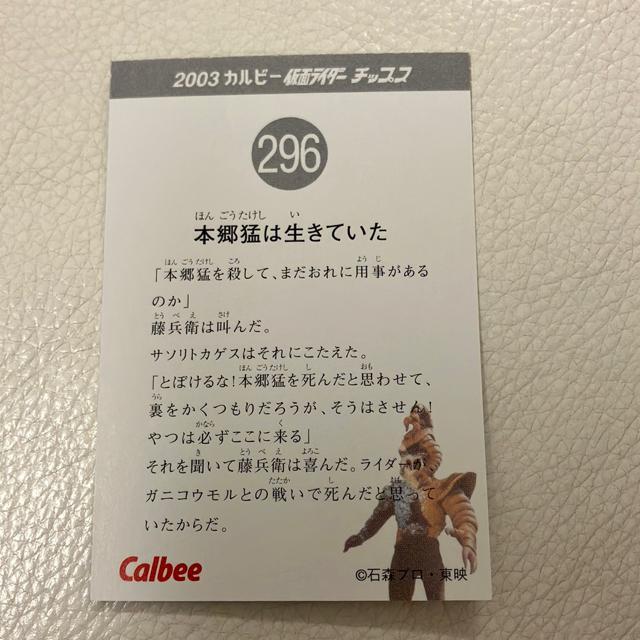 2003 カルビー 仮面ライダー チップス
296
ほん ごう たけし い
本郷猛は生きていた
ほん ごう たけし ころ よう じ
「本郷猛を殺して、まだおれに用事がある
のか」
とう べ え さけ
藤兵衛は叫んだ。
サソリトカゲスはそれにこたえた。
ほん ごう たけし し おも
「とぼけるな!本郷猛を死んだと思わせて、
うら
裏をかくつもりだろうが、そうはさせん!
かなら く
やつは必ずここに来る」
き とう べ え よろこ
それを聞いて藤兵衛は喜んだ。ライダーが、
たたか し おも
ガニコウモルとの戦いで死んだと思って
いたからだ。
Calbee
©石森プロ・東映